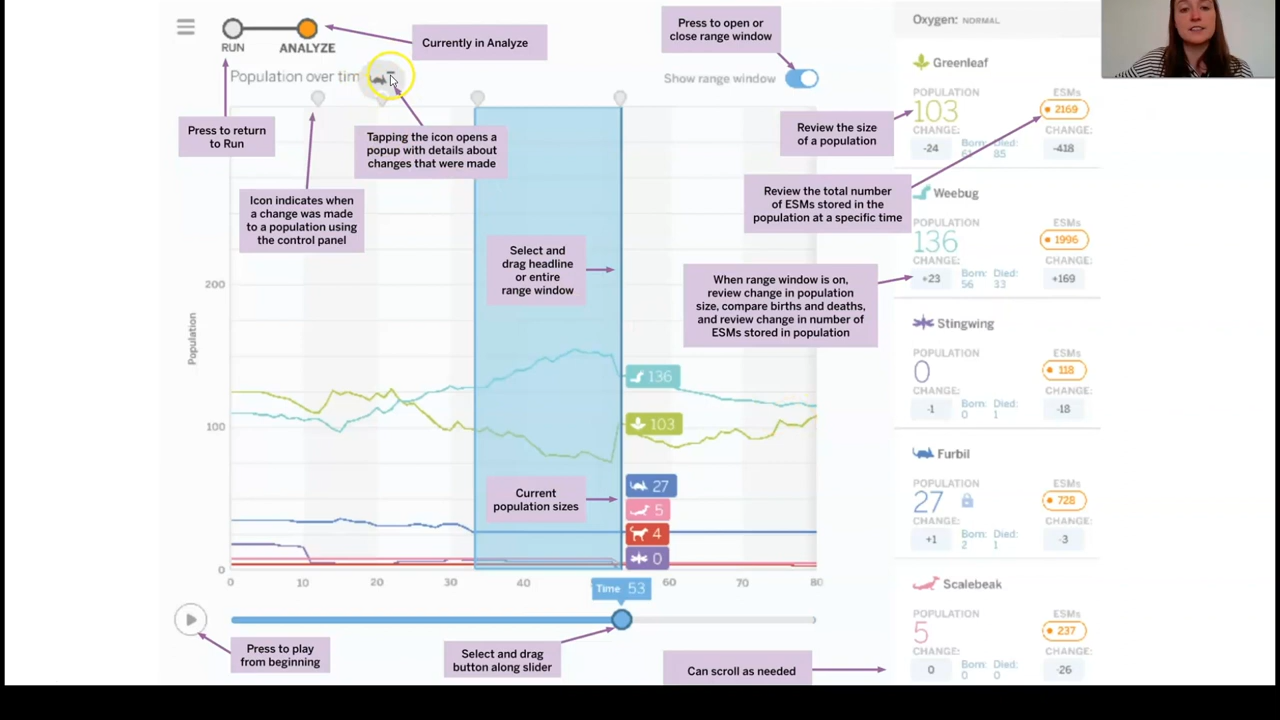 RUN
ANALYZE
Currently in Analyze
Press to open or
close range window
Oxygen: NORMAL
Population over tim
Show range window
Greenleaf
POPULATION
103
ESMs
2169
CHANGE:
-24
Died:
85
CHANGE:
-418
Press to return
to Run
Tapping the icon opens a
popup with details about
changes that were made
Review the size
of a population
Icon indicates when
a change was made
to a population using
the control panel
Review the total number
of ESMs stored in the
population at a specific time
Weebug
POPULATION
136
ESMs
1996
CHANGE:
+23
Born:
56
Died:
33
CHANGE:
+169
Select and
drag headline
or entire
range window
When range window is on,
review change in population
size, compare births and deaths,
and review change in number of
ESMs stored in population
Stingwing
POPULATION
0
ESMs
118
CHANGE:
-1
Born:
0
Died:
1
CHANGE:
-18
Population
200
100
0
136
103
27
5
4
0
Current
population sizes
Furbil
POPULATION
27
ESMs
728
CHANGE:
+1
Born:
2
Died:
1
CHANGE:
-3
0
10
20
30
40
60
70
80
Time 53
Scalebeak
POPULATION
5
ESMs
237
CHANGE:
0
Born:
0
Died:
0
CHANGE:
-26
Press to play
from beginning
Select and drag
button along slider
Can scroll as needed